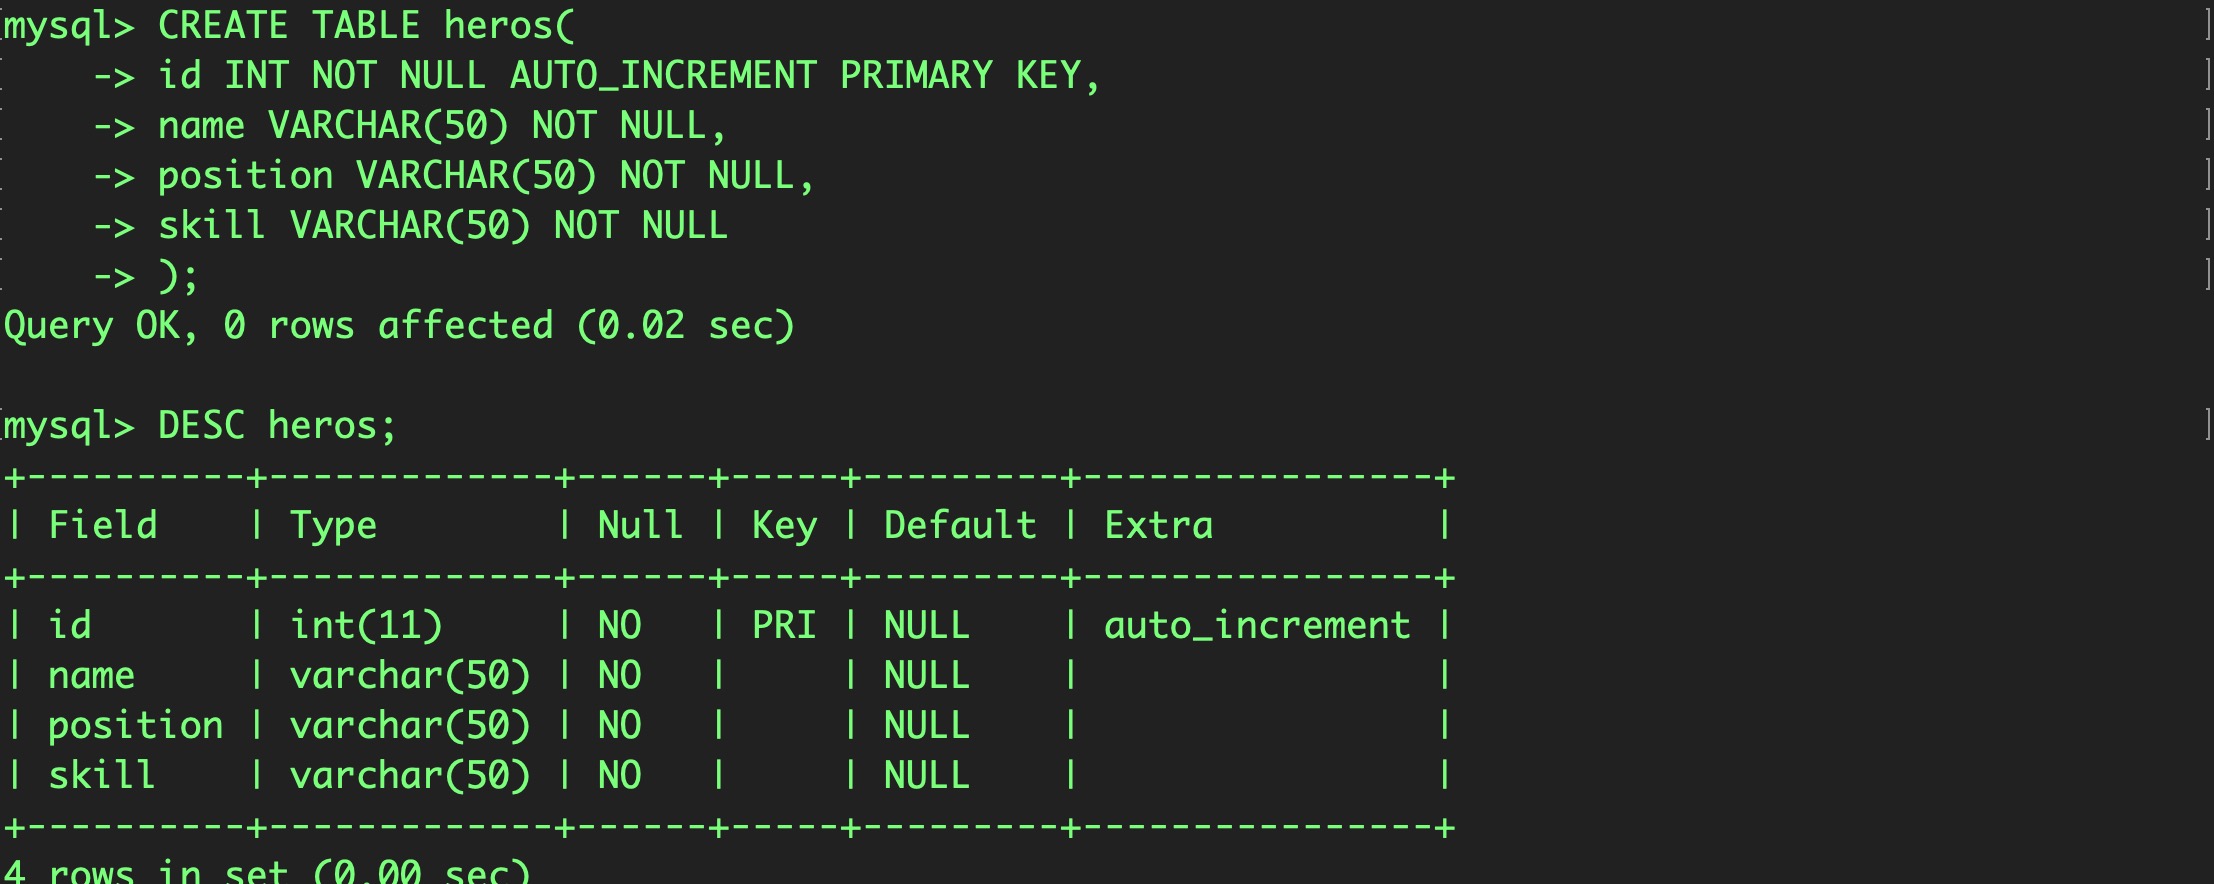 mysql> CREATE TABLE heros(
    -> id INT NOT NULL AUTO_INCREMENT PRIMARY KEY,
    -> name VARCHAR(50) NOT NULL,
    -> position VARCHAR(50) NOT NULL,
    -> skill VARCHAR(50) NOT NULL
    -> );
Query OK, 0 rows affected (0.02 sec)

mysql> DESC heros;
+----------+-------------+------+-----+---------+----------------+
| Field    | Type        | Null | Key | Default | Extra          |
+----------+-------------+------+-----+---------+----------------+
| id       | int(11)     | NO   | PRI | NULL    | auto_increment |
| name     | varchar(50) | NO   |     | NULL    |                |
| position | varchar(50) | NO   |     | NULL    |                |
| skill    | varchar(50) | NO   |     | NULL    |                |
+----------+-------------+------+-----+---------+----------------+
4 rows in set (0.00 sec)